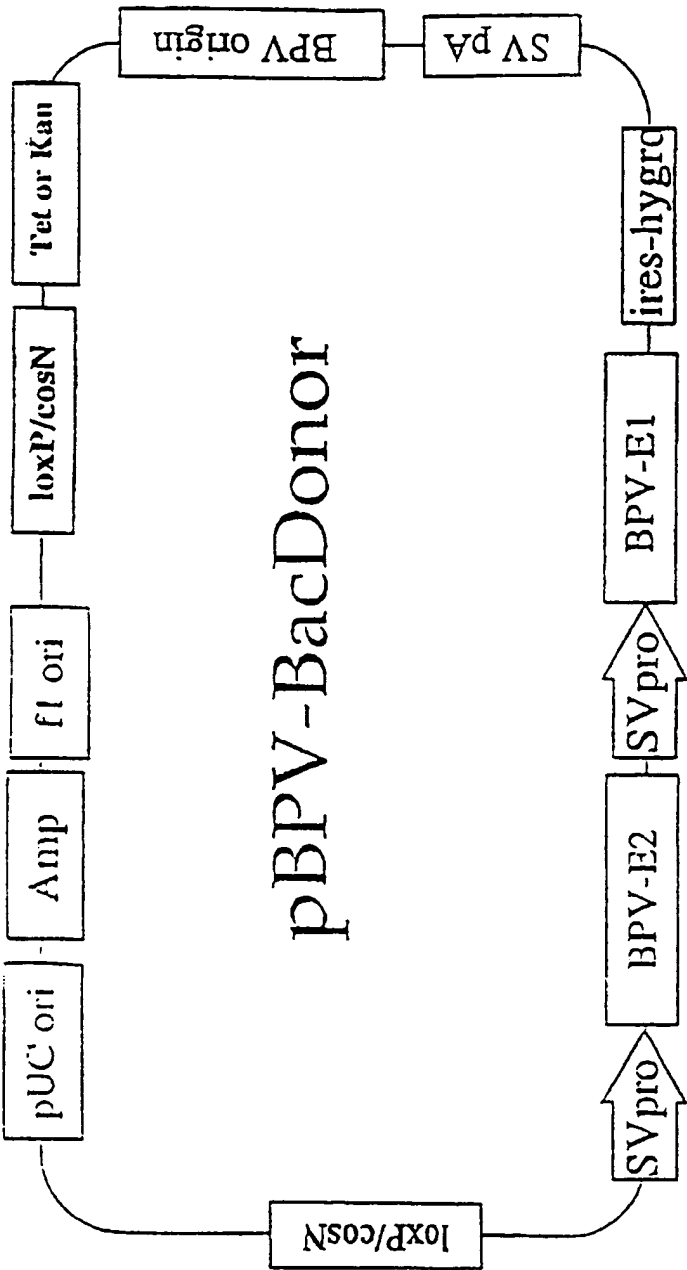 pUC ori
Amp
f1 ori
loxP/cosN
Tet or Kan
BPV origin
SV pA
pBPV-BacDonor
loxP/cosN
SVpro
BPV-E2
SVpro
BPV-E1
ires-hygro